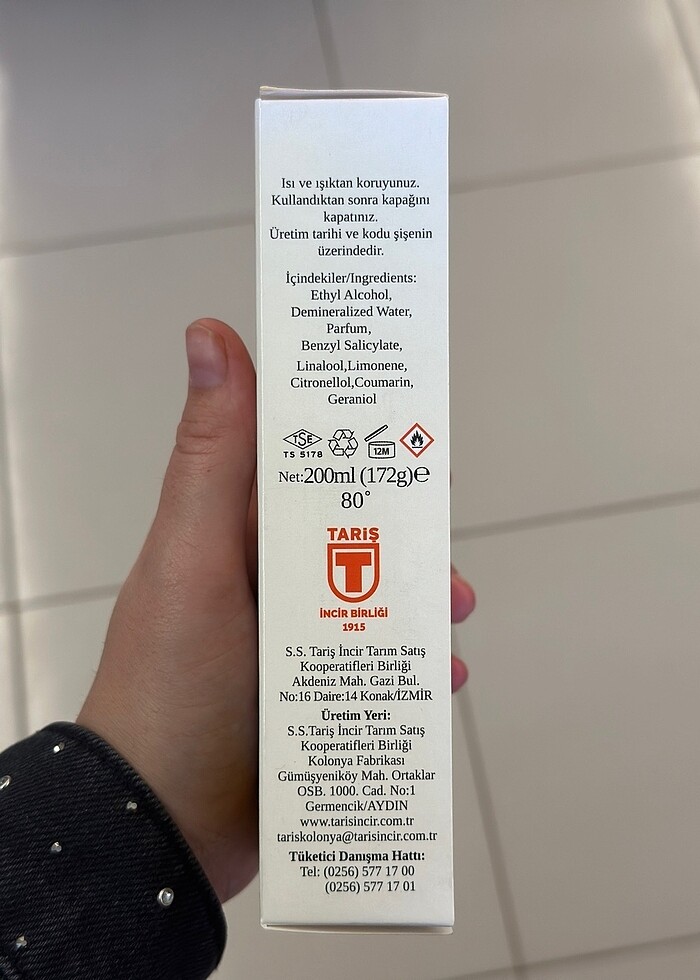 Isı ve ışıktan koruyunuz.
Kullandıktan sonra kapağını
kapatınız.
Üretim tarihi ve kodu şişenin
üzerindedir.
İçindekiler/Ingredients:
Ethyl Alcohol,
Demineralized Water,
Parfum,
Benzyl Salicylate,
Linalool,Limonene,
Citronellol,Coumarin,
Geraniol
TSE
TS 5178
12M
Net:200ml (172g)℮
80°
TARİŞ
T
İNCİR BİRLİĞİ
1915
S.S. Tariş İncir Tarım Satış
Kooperatifleri Birliği
Akdeniz Mah. Gazi Bul.
No:16 Daire:14 Konak/İZMİR
Üretim Yeri:
S.S.Tariş İncir Tarım Satış
Kooperatifleri Birliği
Kolonya Fabrikası
Gümüşyeniköy Mah. Ortaklar
OSB. 1000. Cad. No:1
Germencik/AYDIN
www.tarisincir.com.tr
tariskolonya@tarisincir.com.tr
Tüketici Danışma Hattı:
Tel: (0256) 577 17 00
(0256) 577 17 01